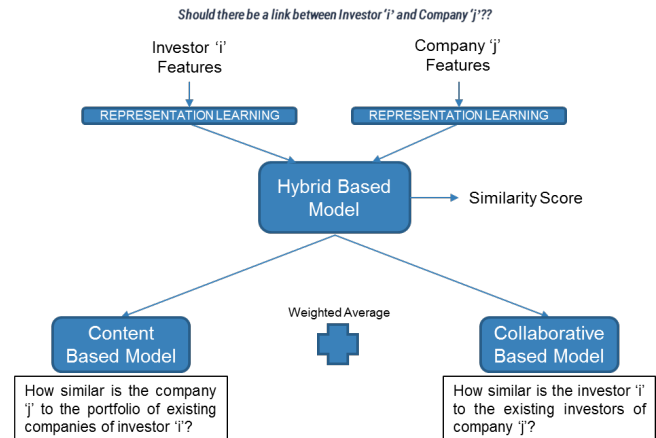 Should there be a link between Investor 'i' and Company 'j'??
Investor 'i'
Features
Company 'j'
Features
REPRESENTATION LEARNING
REPRESENTATION LEARNING
Hybrid Based
Model
Similarity Score
Weighted Average
Content
Based Model
Collaborative
Based Model
How similar is the company
'j' to the portfolio of existing
companies of investor 'i'?
How similar is the investor 'i'
to the existing investors of
company 'j'?